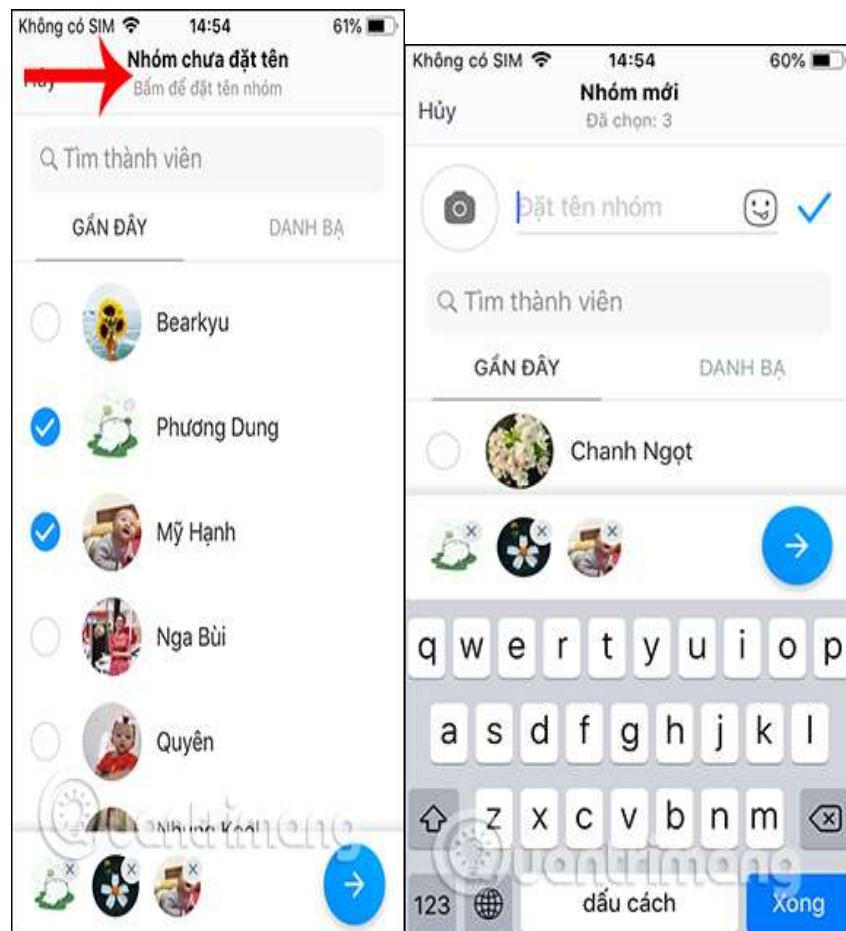 Không có SIM 14:54 61%
Nhóm chưa đặt tên
Bấm để đặt tên nhóm
Tìm thành viên
GẦN ĐÂY DANH BẠ
Bearkyu
Phương Dung
Mỹ Hạnh
Nga Bùi
Quyên
Quantrimang
Không có SIM 14:54 60%
Hủy
Nhóm mới
Đã chọn: 3
Đặt tên nhóm
Tìm thành viên
GẦN ĐÂY DANH BẠ
Chanh Ngọt
q w e r t y u i o p
a s d f g h j k l
z x c v b n m
Quantrimang
123 dấu cách Xong